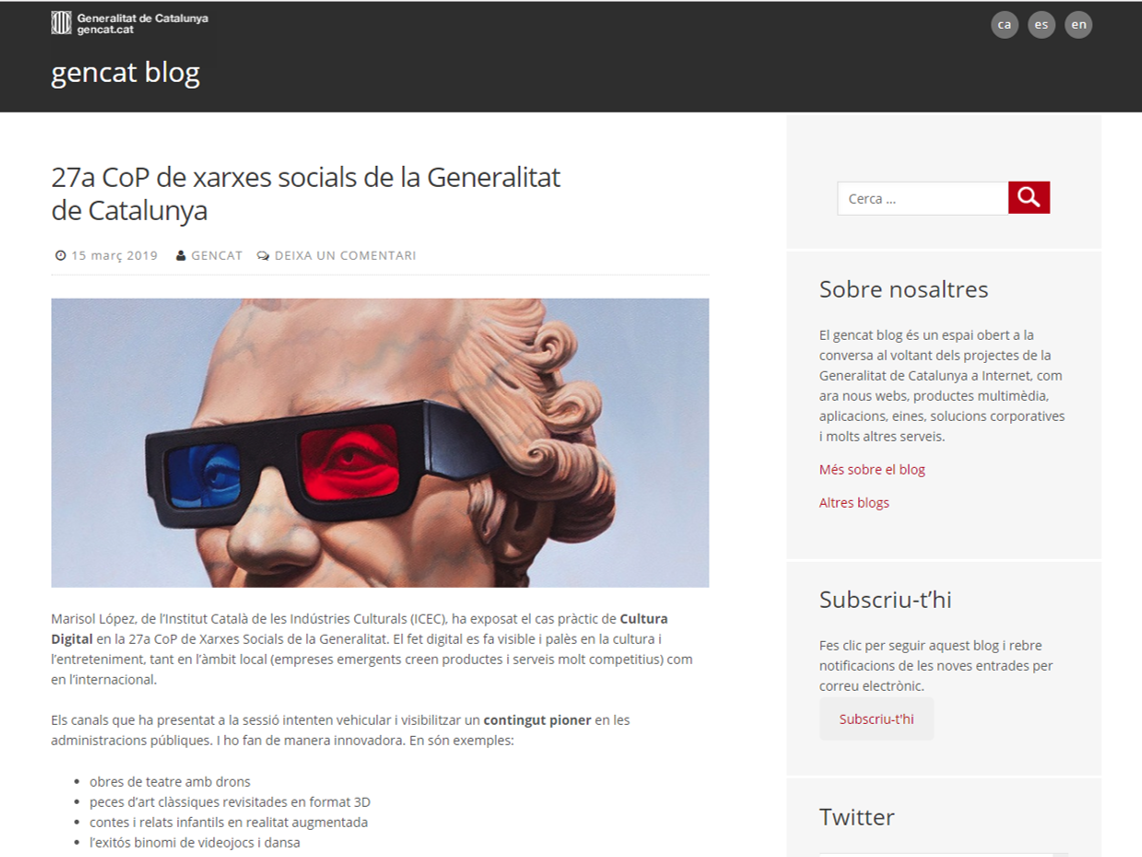 Generalitat de Catalunya
gencat.cat
ca es en
gencat blog
27a CoP de xarxes socials de la Generalitat
de Catalunya
15 març 2019 GENCAT DEIXA UN COMENTARI
Marisol López, de l’Institut Català de les Indústries Culturals (ICEC), ha exposat el cas pràctic de Cultura
Digital en la 27a CoP de Xarxes Socials de la Generalitat. El fet digital es fa visible i palès en la cultura i
l’entreteniment, tant en l’àmbit local (empreses emergents creen productes i serveis molt competitius) com
en l’internacional.
Els canals que ha presentat a la sessió intenten vehicular i visibilitzar un contingut pioner en les
administracions públiques. I ho fan de manera innovadora. En són exemples:
• obres de teatre amb drons
• peces d’art clàssiques revisitades en format 3D
• contes i relats infantils en realitat augmentada
• l’exitós binomi de videojocs i dansa
Cerca ...
Sobre nosaltres
El gencat blog és un espai obert a la
conversa al voltant dels projectes de la
Generalitat de Catalunya a Internet, com
ara nous webs, productes multimèdia,
aplicacions, eines, solucions corporatives
i molts altres serveis.
Més sobre el blog
Altres blogs
Subscriu-t’hi
Fes clic per seguir aquest blog i rebre
notificacions de les noves entrades per
correu electrònic.
Subscriu-t'hi
Twitter